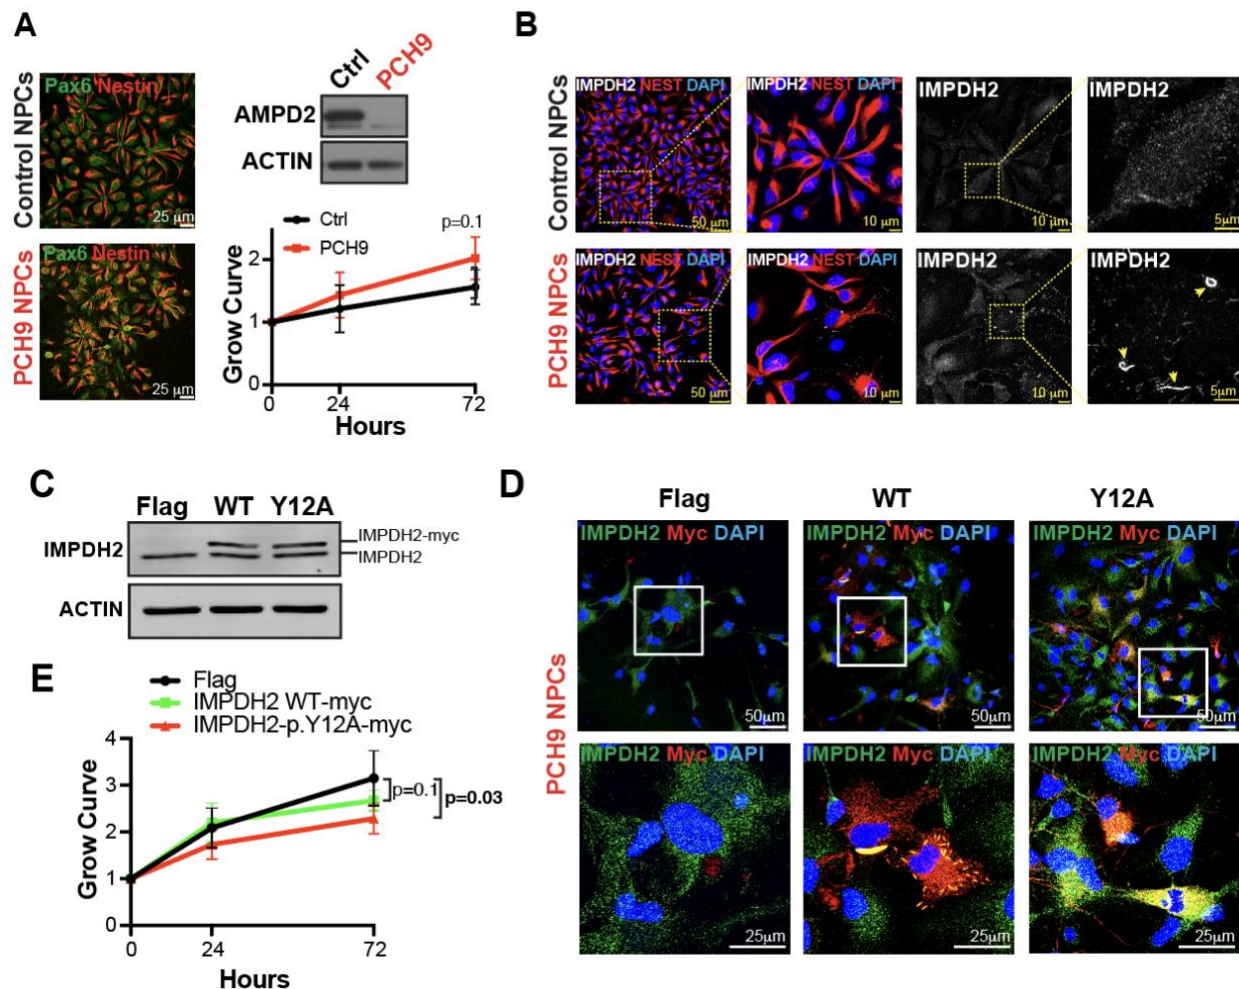 A
Control NPCs
Pax6 Nestin
25 µm
PCH9 NPCs
Pax6 Nestin
25 µm
Ctrl PCH9
AMPD2
ACTIN
Ctrl
PCH9
p=0.1
Grow Curve
2
1
0
0 24 72
Hours
B
Control NPCs
IMPDH2 NEST DAPI
50 µm
IMPDH2 NEST DAPI
10 µm
IMPDH2
10 µm
IMPDH2
5µm
PCH9 NPCs
IMPDH2 NEST DAPI
50 µm
IMPDH2 NEST DAPI
10 µm
IMPDH2
10 µm
IMPDH2
5µm
C
Flag WT Y12A
IMPDH2
IMPDH2-myc
IMPDH2
ACTIN
D
Flag WT Y12A
PCH9 NPCs
IMPDH2 Myc DAPI
50µm
IMPDH2 Myc DAPI
50µm
IMPDH2 Myc DAPI
50µm
IMPDH2 Myc DAPI
25µm
IMPDH2 Myc DAPI
25µm
IMPDH2 Myc DAPI
25µm
E
Flag
IMPDH2 WT-myc
IMPDH2-p.Y12A-myc
Grow Curve
4
3
2
1
0
p=0.1
p=0.03
0 24 72
Hours